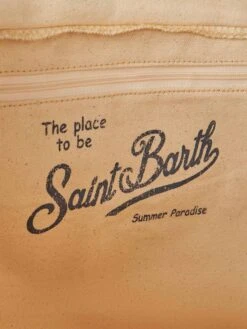 The place
to be
Saint Barth
Summer Paradise